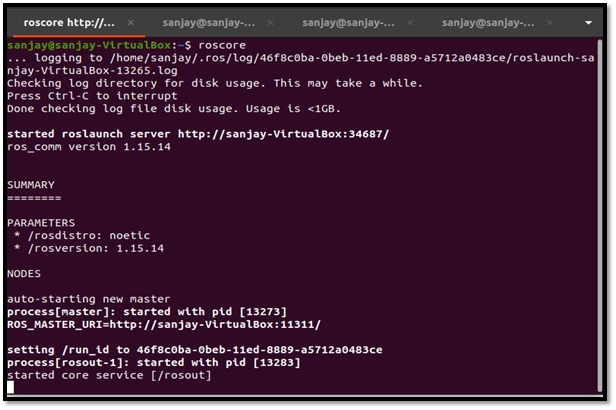 roscore http://... × sanjay@sanjay-... × sanjay@sanjay-... × sanjay@sanjay-... ×
sanjay@sanjay-VirtualBox:~$ roscore
... logging to /home/sanjay/.ros/log/46f8c0ba-0beb-11ed-8889-a5712a0483ce/roslaunch-sa
njay-VirtualBox-13265.log
Checking log directory for disk usage. This may take a while.
Press Ctrl-C to interrupt
Done checking log file disk usage. Usage is <1GB.
started roslaunch server http://sanjay-VirtualBox:34687/
ros_comm version 1.15.14
SUMMARY
========
PARAMETERS
* /rosdistro: noetic
* /rosversion: 1.15.14
NODES
auto-starting new master
process[master]: started with pid [13273]
ROS_MASTER_URI=http://sanjay-VirtualBox:11311/
setting /run_id to 46f8c0ba-0beb-11ed-8889-a5712a0483ce
process[rosout-1]: started with pid [13283]
started core service [/rosout]